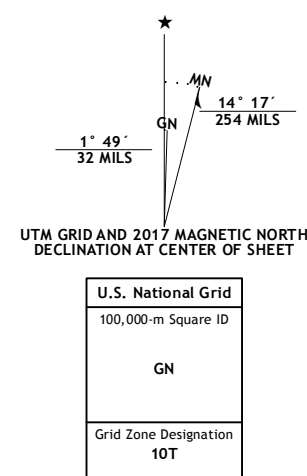 ★
MN
GN
14° 17´
254 MILS
1° 49´
32 MILS
UTM GRID AND 2017 MAGNETIC NORTH
DECLINATION AT CENTER OF SHEET
U.S. National Grid
100,000-m Square ID
GN
Grid Zone Designation
10T